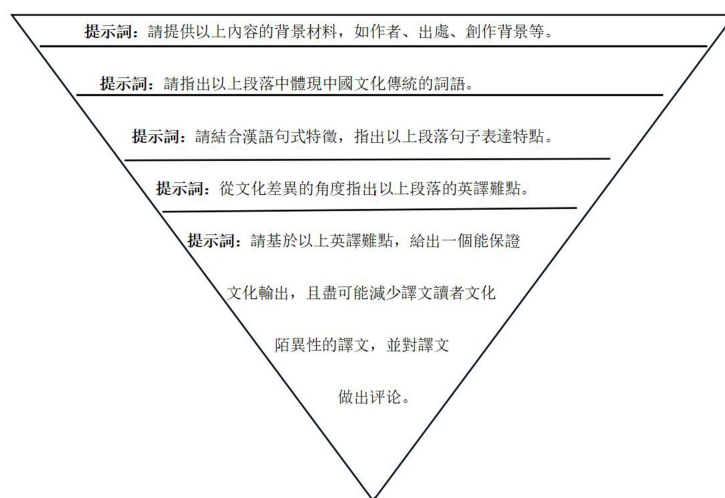 提示詞：請提供以上內容的背景材料，如作者、出處、創作背景等。
提示詞：請指出以上段落中體現中國文化傳統的詞語。
提示詞：請結合漢語句式特徵，指出以上段落句子表達特點。
提示詞：從文化差異的角度指出以上段落的英譯難點。
提示詞：請基於以上英譯難點，給出一個能保證
文化輸出，且盡可能減少譯文讀者文化
陌異性的譯文，並對譯文
做出评论。